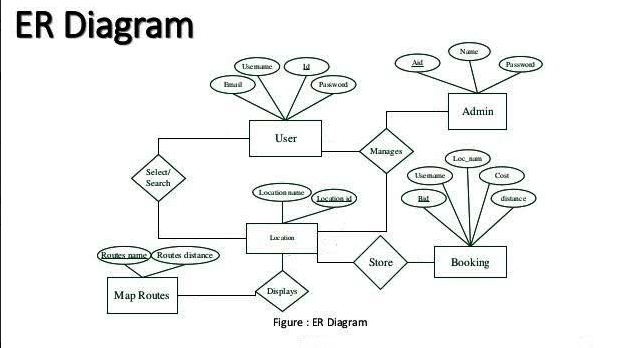 ER Diagram
Name
Aid
Password
Username
Id
Email
Password
Admin
User
Manages
Loc_nam
Select/
Search
Username
Cost
Location name
Location id
Bid
distance
Location
Routes name
Routes distance
Store
Booking
Map Routes
Displays
Figure : ER Diagram